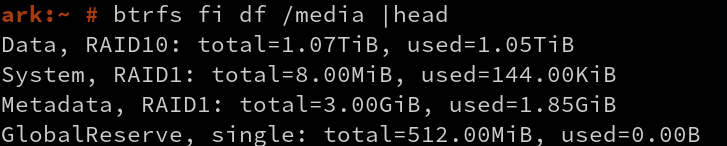 ark:~ # btrfs fi df /media |head
Data, RAID10: total=1.07TiB, used=1.05TiB
System, RAID1: total=8.00MiB, used=144.00KiB
Metadata, RAID1: total=3.00GiB, used=1.85GiB
GlobalReserve, single: total=512.00MiB, used=0.00B